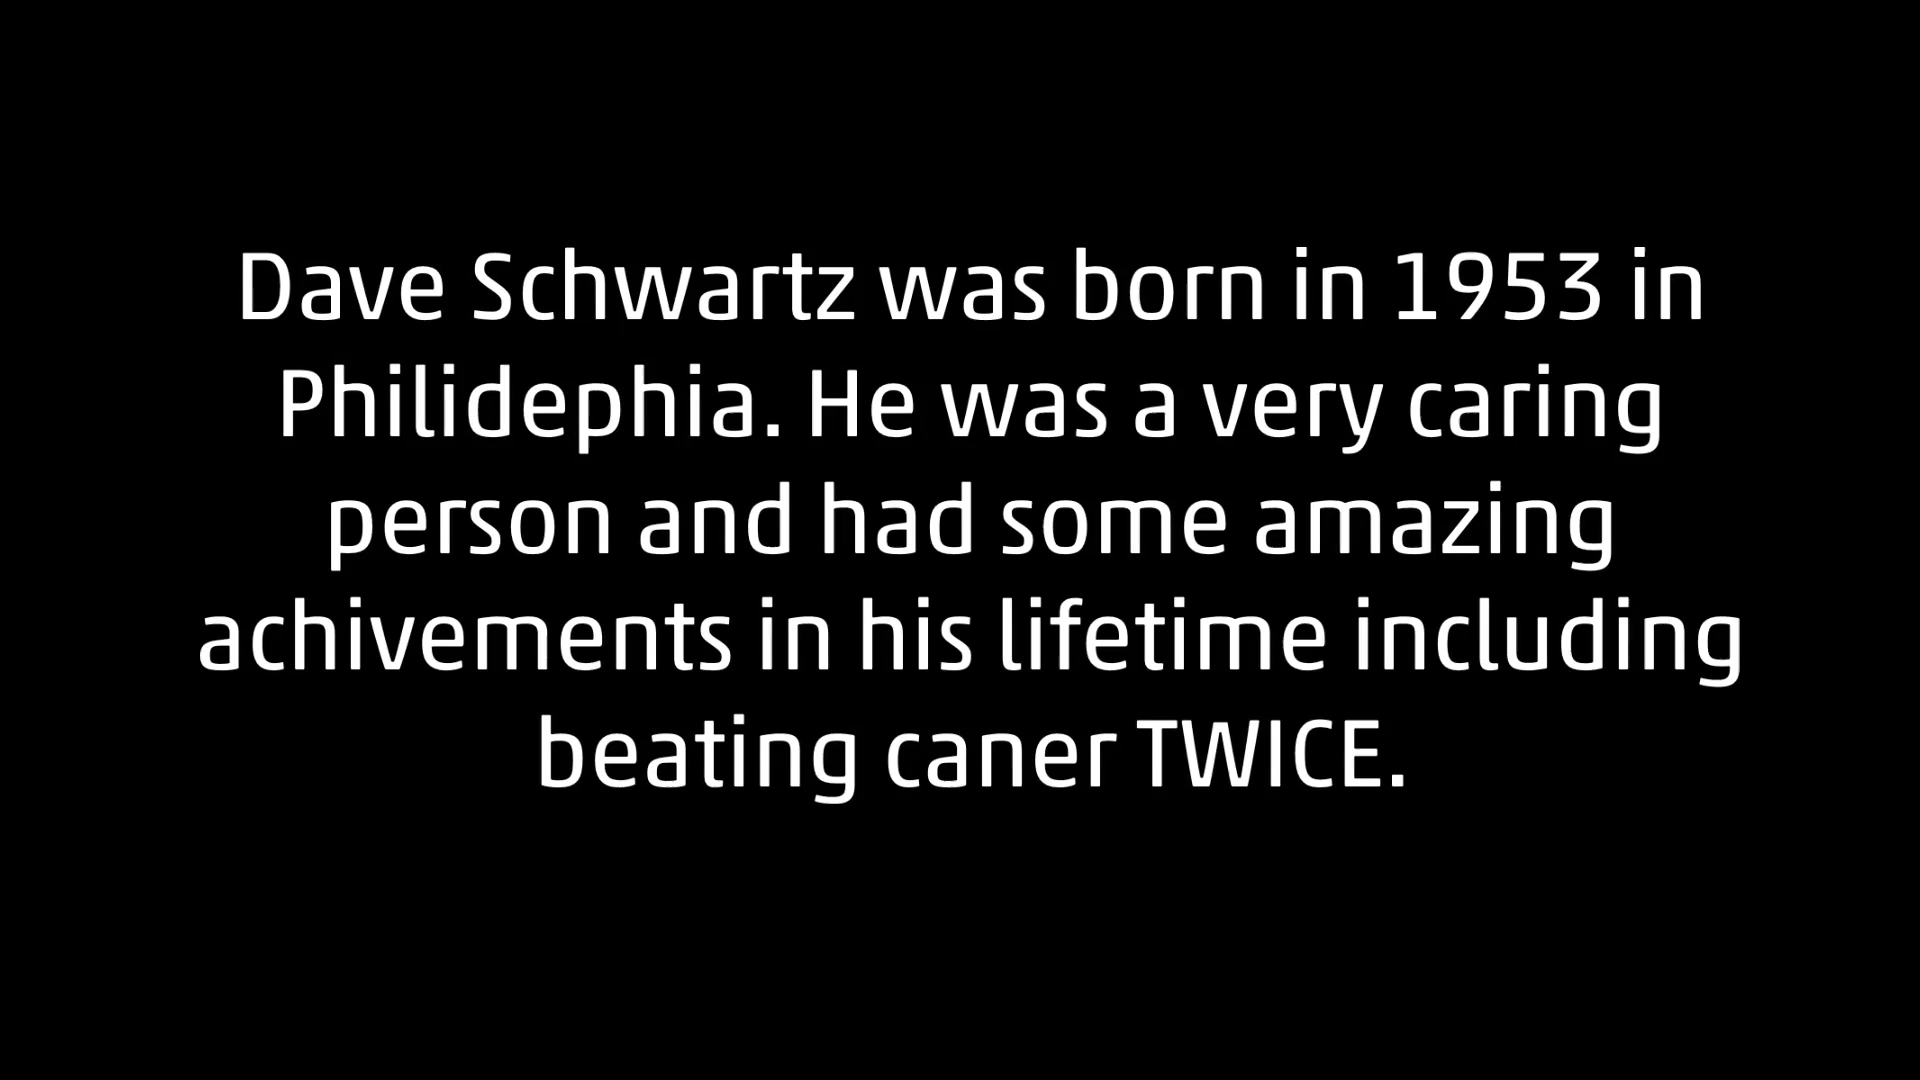 Dave Schwartz was born in 1953 in
Philidephia. He was a very caring
person and had some amazing
achivements in his lifetime including
beating caner TWICE.